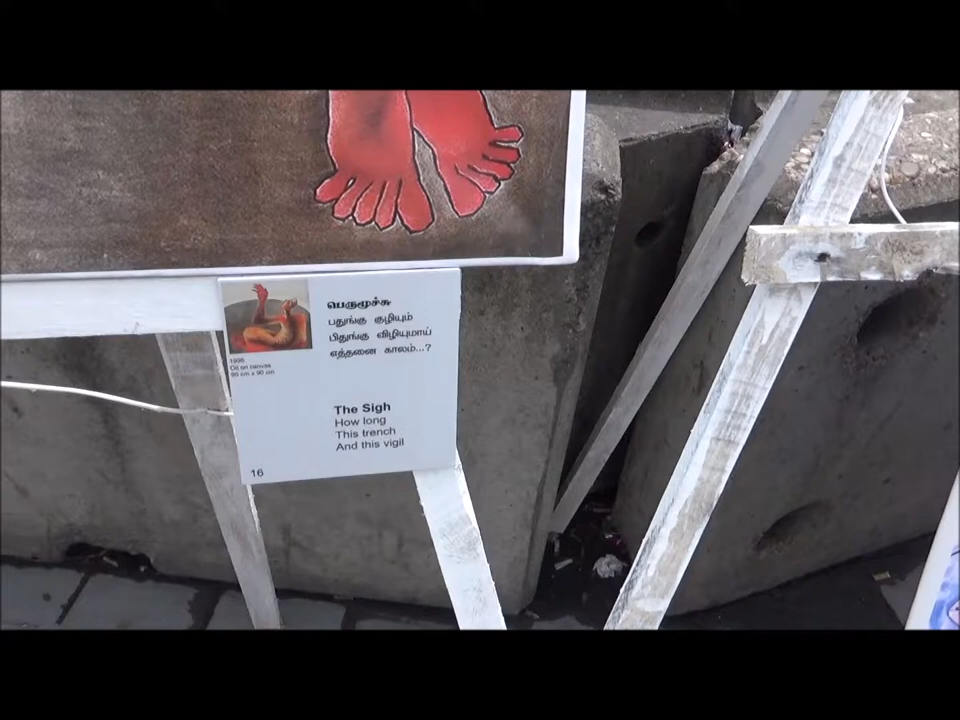 பெருமூச்சு
பதுங்கு குழியும்
பிதுங்கு விழியுமாய்
எத்தனை காலம்...?
1996
Oil on canvas
90 cm x 90 cm
The Sigh
How long
This trench
And this vigil
16